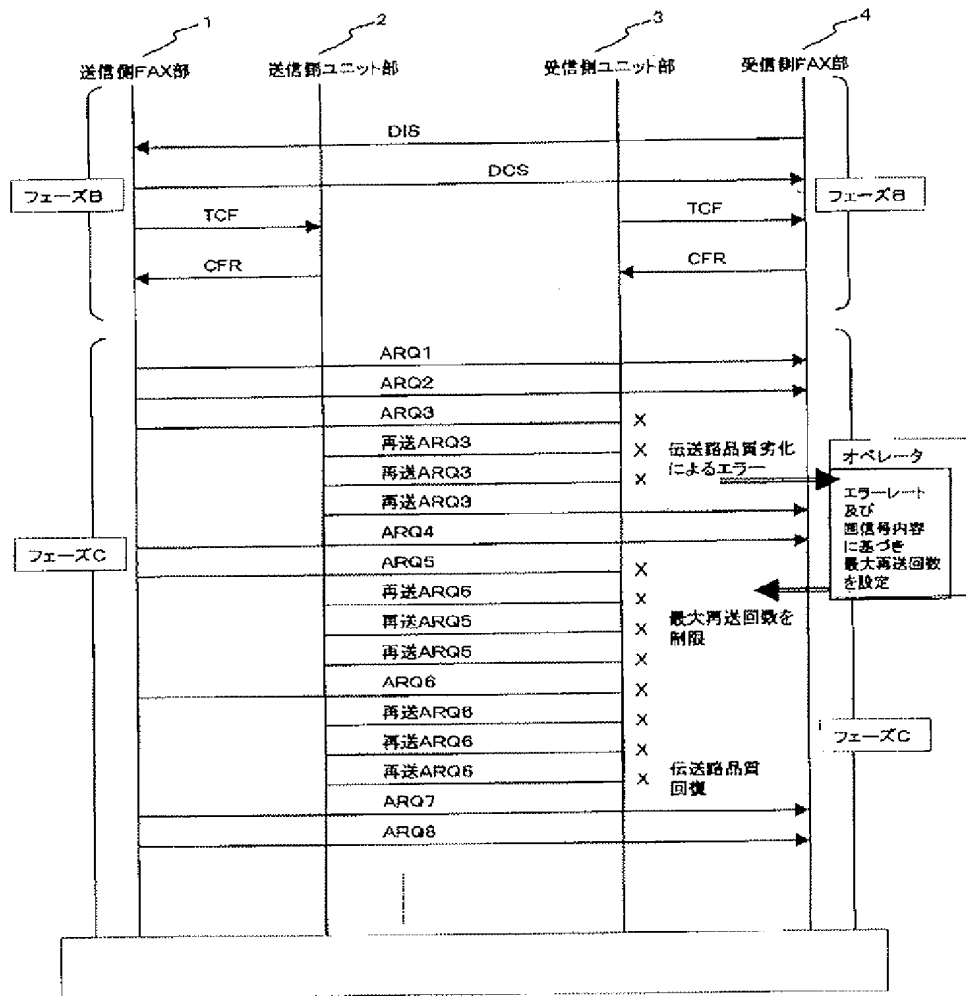 1
2
3
4
送信側FAX部
送信側ユニット部
受信側ユニット部
受信側FAX部
DIS
DCS
フェーズB
フェーズB
TCF
TCF
CFR
CFR
ARQ1
ARQ2
ARQ3
X
再送ARQ3
X
伝送路品質劣化
によるエラー
再送ARQ3
X
再送ARQ3
オペレータ
エラーレート
及び
画信号内容
に基づき
最大再送回数
を設定
ARQ4
フェーズC
ARQ5
X
再送ARQ6
X
再送ARQ5
X
最大再送回数を
制限
再送ARQ5
X
ARQ6
X
再送ARQ6
X
フェーズC
再送ARQ6
X
再送ARQ6
X
伝送路品質
回復
ARQ7
ARQ8